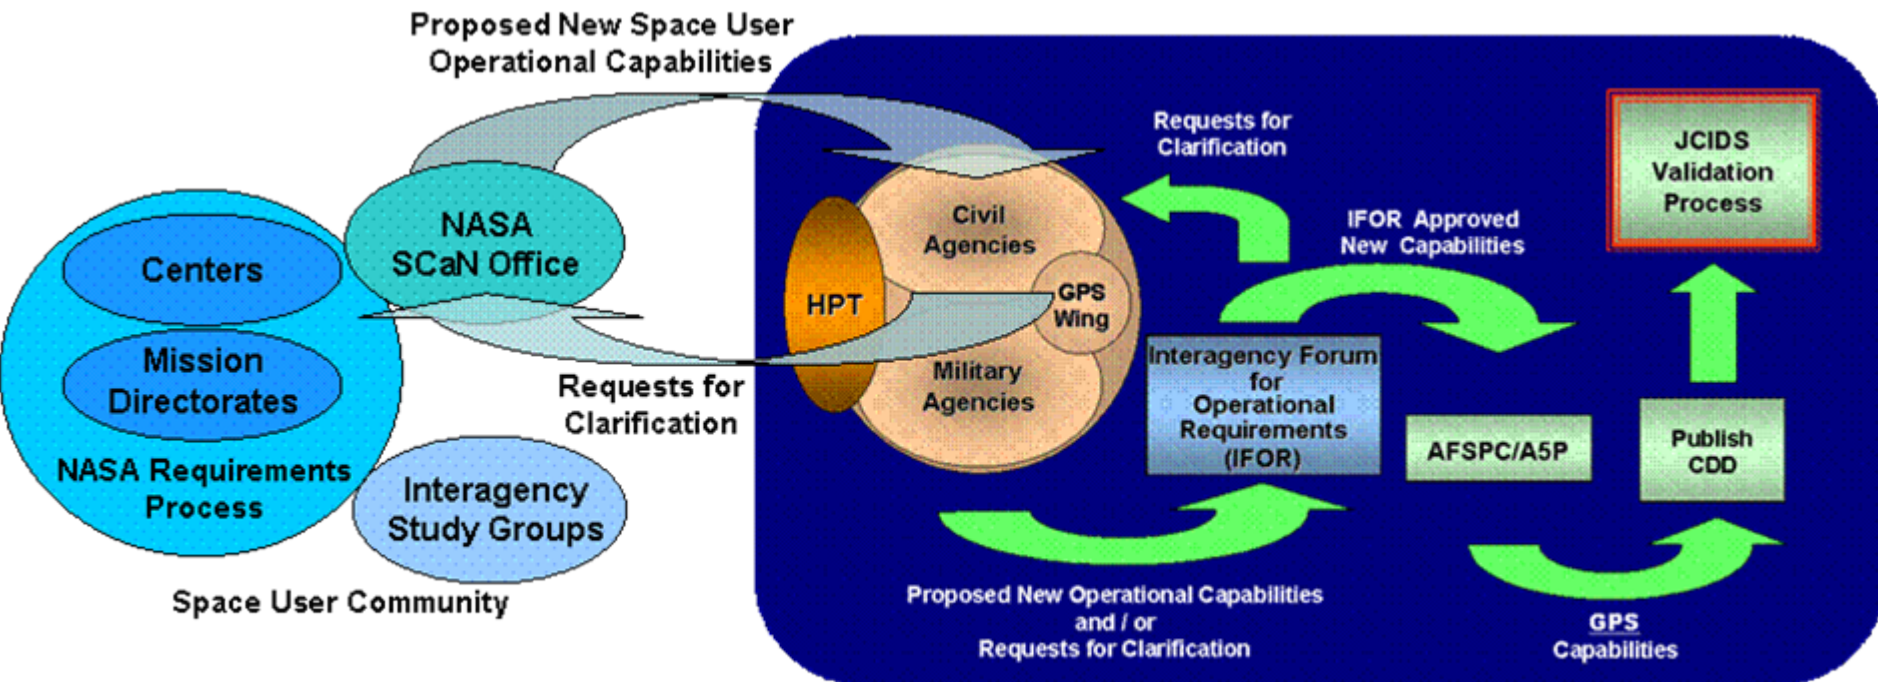 Proposed New Space User
Operational Capabilities
NASA
SCaN Office
Centers
Mission
Directorates
NASA Requirements
Process
Interagency
Study Groups
Space User Community
Requests for
Clarification
HPT
Civil
Agencies
GPS
Wing
Military
Agencies
Requests for
Clarification
IFOR Approved
New Capabilities
JCIDS
Validation
Process
Interagency Forum
for
Operational
Requirements
(IFOR)
AFSPC/A5P
Publish
CDD
Proposed New Operational Capabilities
and / or
Requests for Clarification
GPS
Capabilities